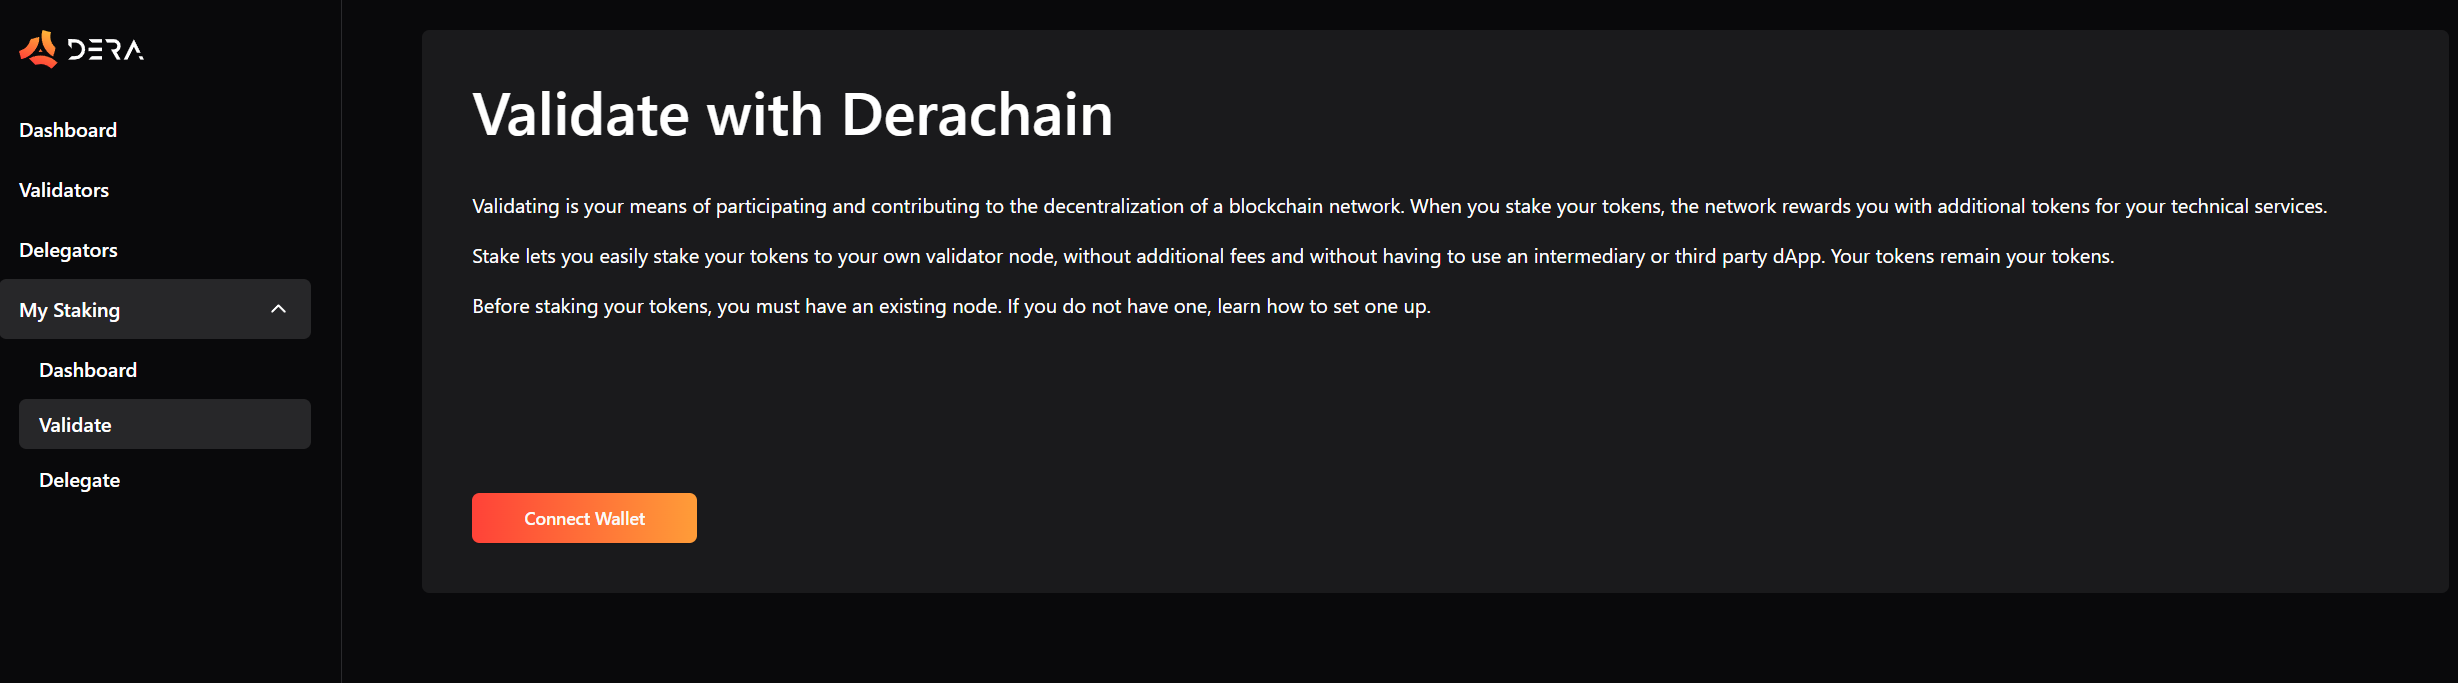 DERA
Dashboard
Validators
Delegators
My Staking
Dashboard
Validate
Delegate
Validate with Derachain
Validating is your means of participating and contributing to the decentralization of a blockchain network. When you stake your tokens, the network rewards you with additional tokens for your technical services.
Stake lets you easily stake your tokens to your own validator node, without additional fees and without having to use an intermediary or third party dApp. Your tokens remain your tokens.
Before staking your tokens, you must have an existing node. If you do not have one, learn how to set one up.
Connect Wallet